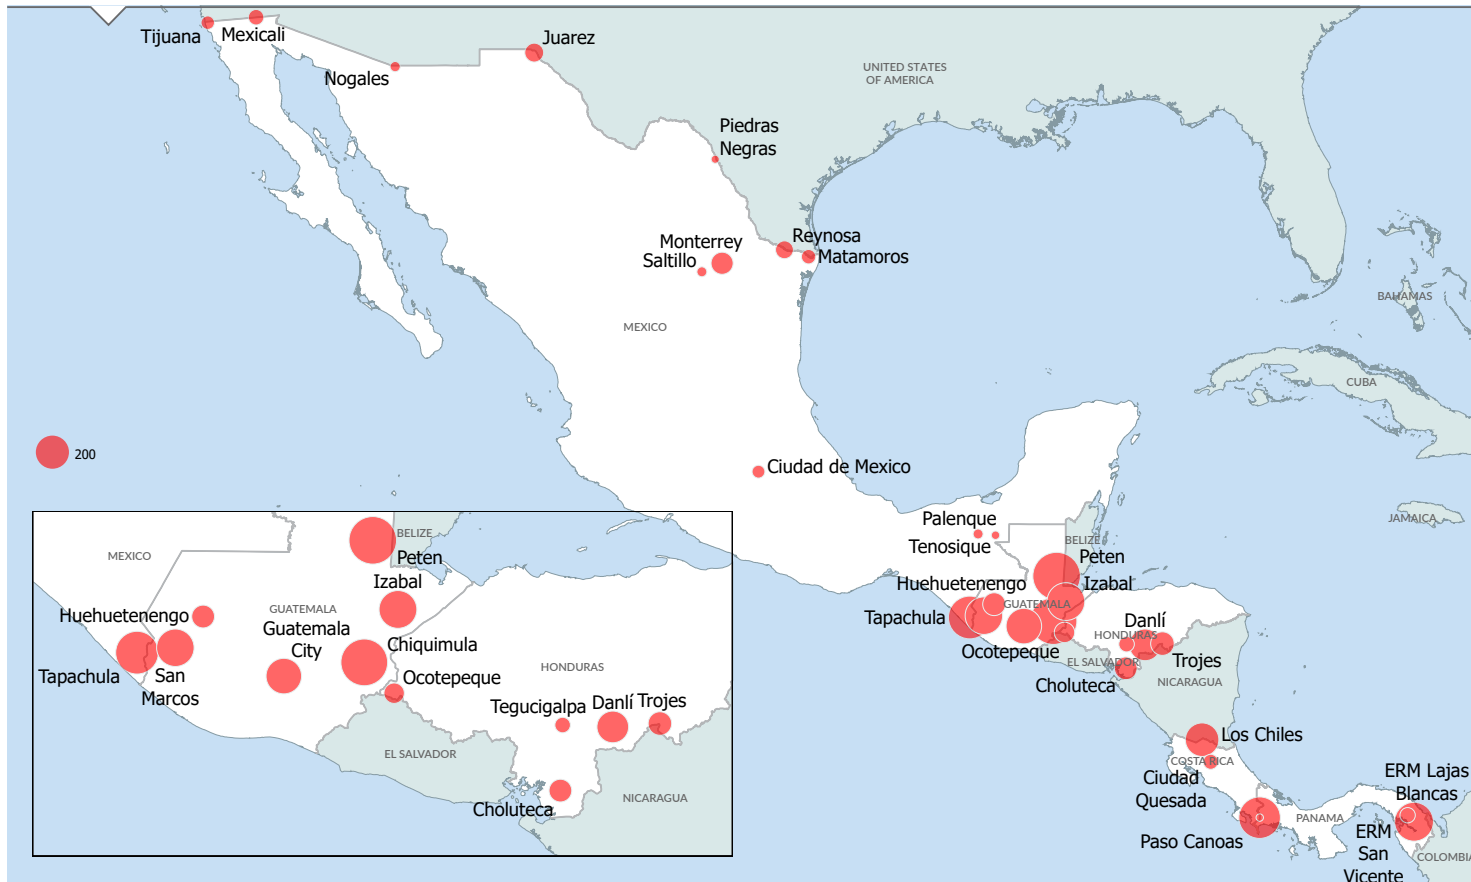 Tijuana
Mexicali
Nogales
Juarez
UNITED STATES
OF AMERICA
Piedras
Negras
Monterrey
Saltillo
Reynosa
Matamoros
BAHAMAS
MEXICO
CUBA
200
Ciudad de Mexico
JAMAICA
Palenque
Tenosique
BELIZE
Peten
Huehuetenengo
Izabal
GUATEMALA
Tapachula
Danlí
HONDURAS
Ocotepeque
EL SALVADOR
Trojes
Choluteca
NICARAGUA
Los Chiles
COSTA RICA
Ciudad
Quesada
ERM Lajas
Blancas
Paso Canoas
PANAMA
ERM
San
Vicente
COLOMBIA
MEXICO
BELIZE
Peten
Izabal
Huehuetenengo
GUATEMALA
Guatemala
City
Chiquimula
Tapachula
San
Marcos
Ocotepeque
HONDURAS
Tegucigalpa
Danlí
Trojes
EL SALVADOR
Choluteca
NICARAGUA